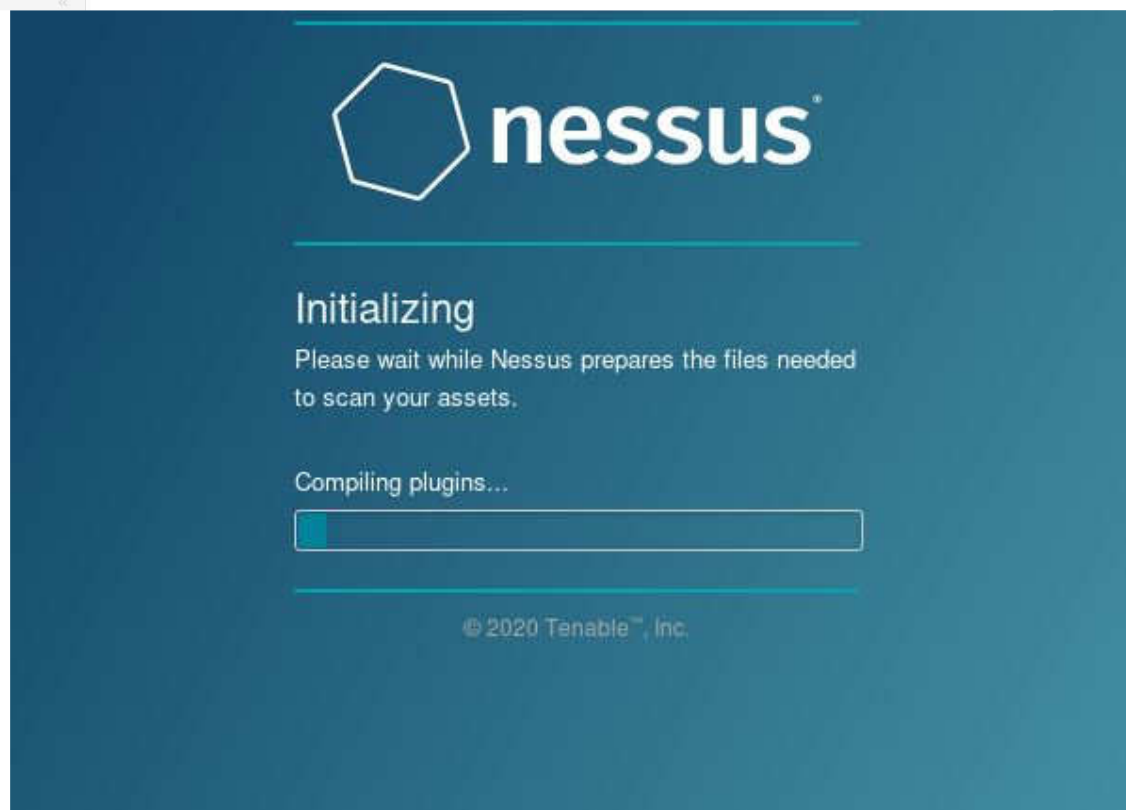 nessus®
Initializing
Please wait while Nessus prepares the files needed
to scan your assets.
Compiling plugins...
© 2020 Tenable™, Inc.